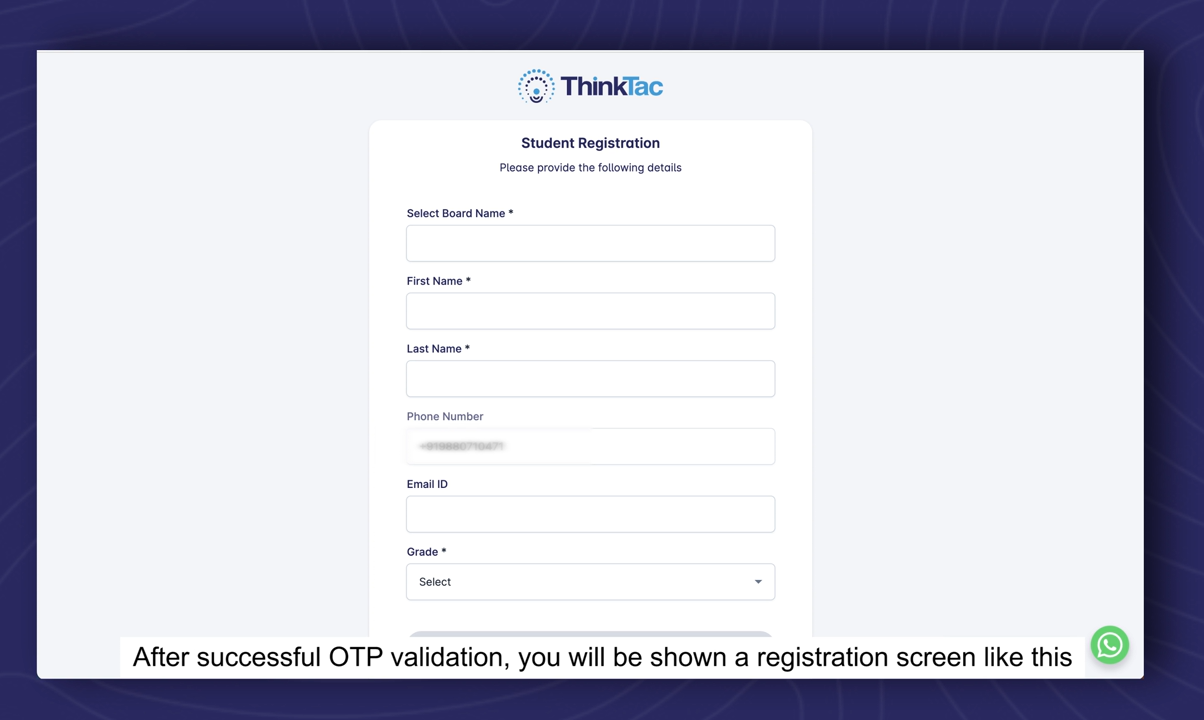 ThinkTac
Student Registration
Please provide the following details
Select Board Name *
First Name *
Last Name *
Phone Number
Email ID
Grade *
Select
After successful OTP validation, you will be shown a registration screen like this